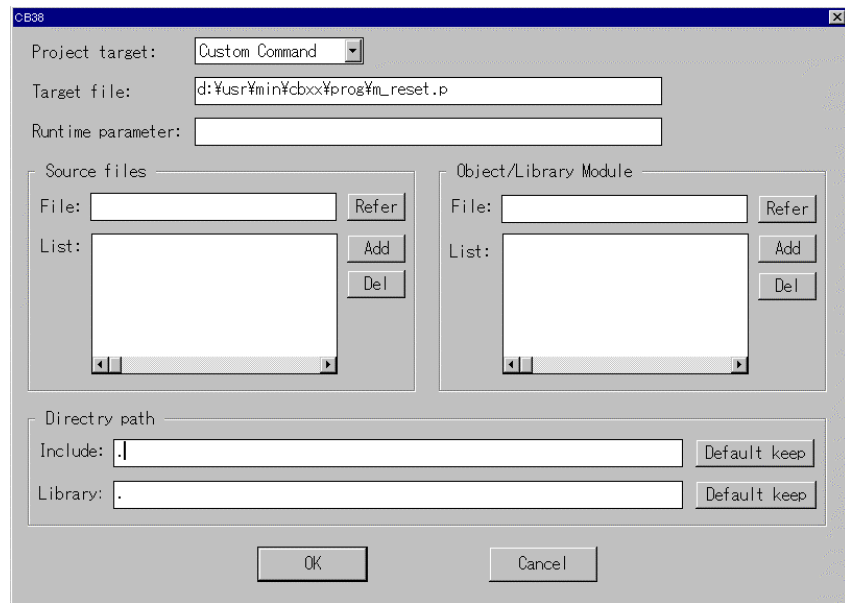 CB38
Project target: Custom Command
Target file: d:¥usr¥min¥cbxx¥prog¥m_reset.p
Runtime parameter:
Source files
File: Refer
List: Add
Del
Object/Library Module
File: Refer
List: Add
Del
Directry path
Include: . Default keep
Library: . Default keep
OK Cancel